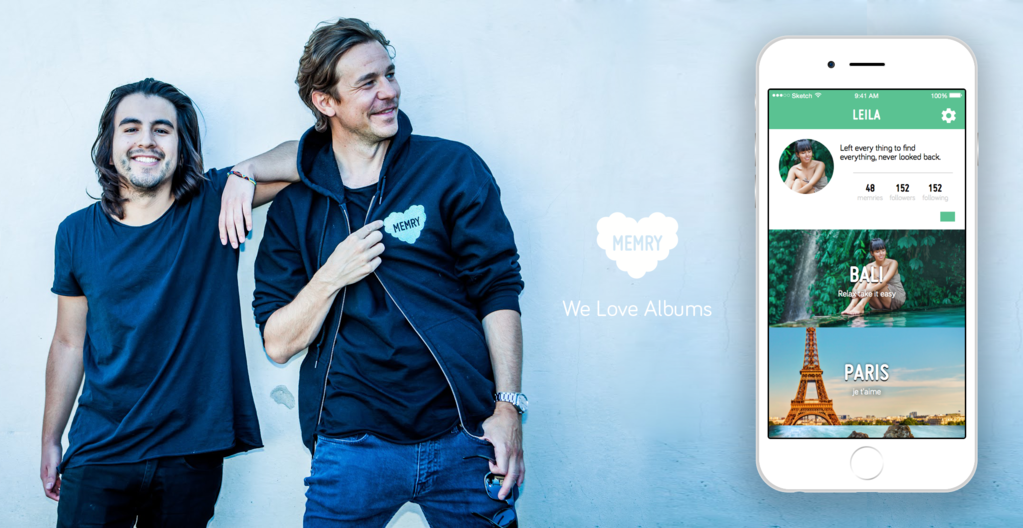 MEMRY
MEMRY
We Love Albums
Sketch
9:41 AM
100%
LEILA
Left every thing to find
everything, never looked back.
48
152
152
memries
followers
following
BALI
Relax take it easy
PARIS
je t'aime